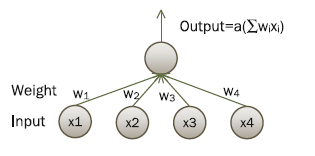 Output=a(∑wᵢxᵢ)
Weight w1 w2 w3 w4
Input x1 x2 x3 x4